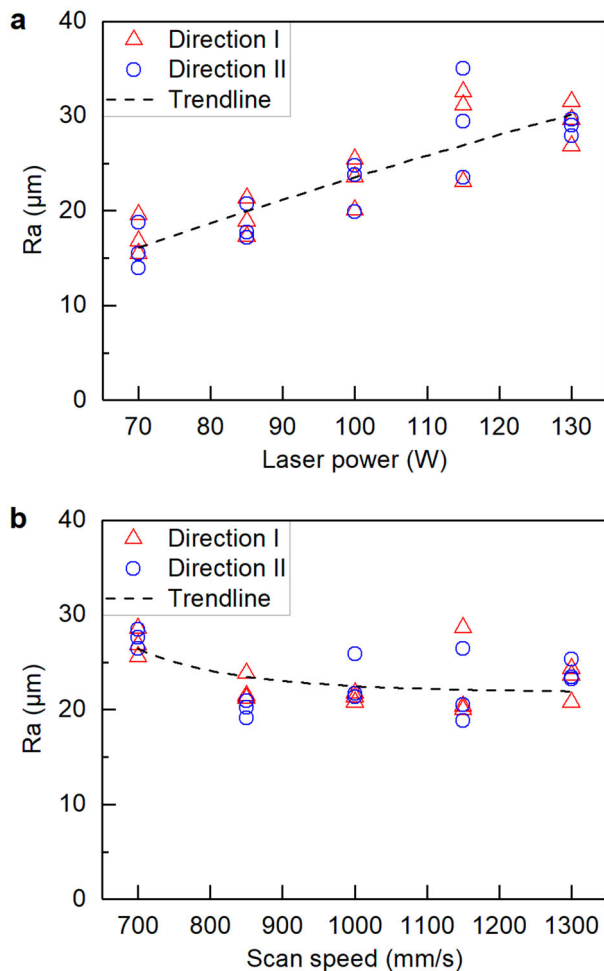 a
40
30
20
10
0
Ra (µm)
Direction I
Direction II
Trendline
70 80 90 100 110 120 130
Laser power (W)
b
40
30
20
10
0
Ra (µm)
Direction I
Direction II
Trendline
700 800 900 1000 1100 1200 1300
Scan speed (mm/s)